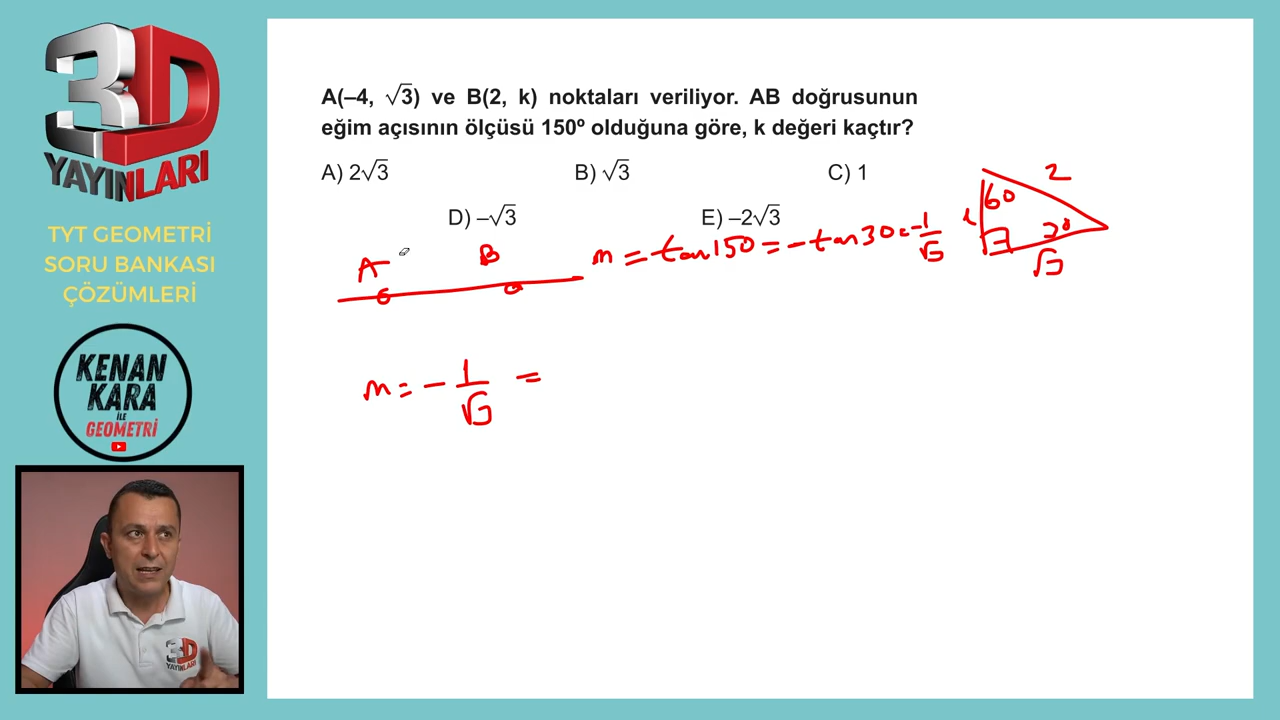 3D
YAYINLARI
TYT GEOMETRİ
SORU BANKASI
ÇÖZÜMLERİ
KENAN
KARA
İLE
GEOMETRİ
3D
YAYINLARI
A(–4, √3) ve B(2, k) noktaları veriliyor. AB doğrusunun
eğim açısının ölçüsü 150º olduğuna göre, k değeri kaçtır?
A) 2√3 B) √3 C) 1
D) –√3 E) –2√3
A B
m = tan150 = -tan30 = -1/√3
2
60
1
30
√3
m = - 1/√3 =